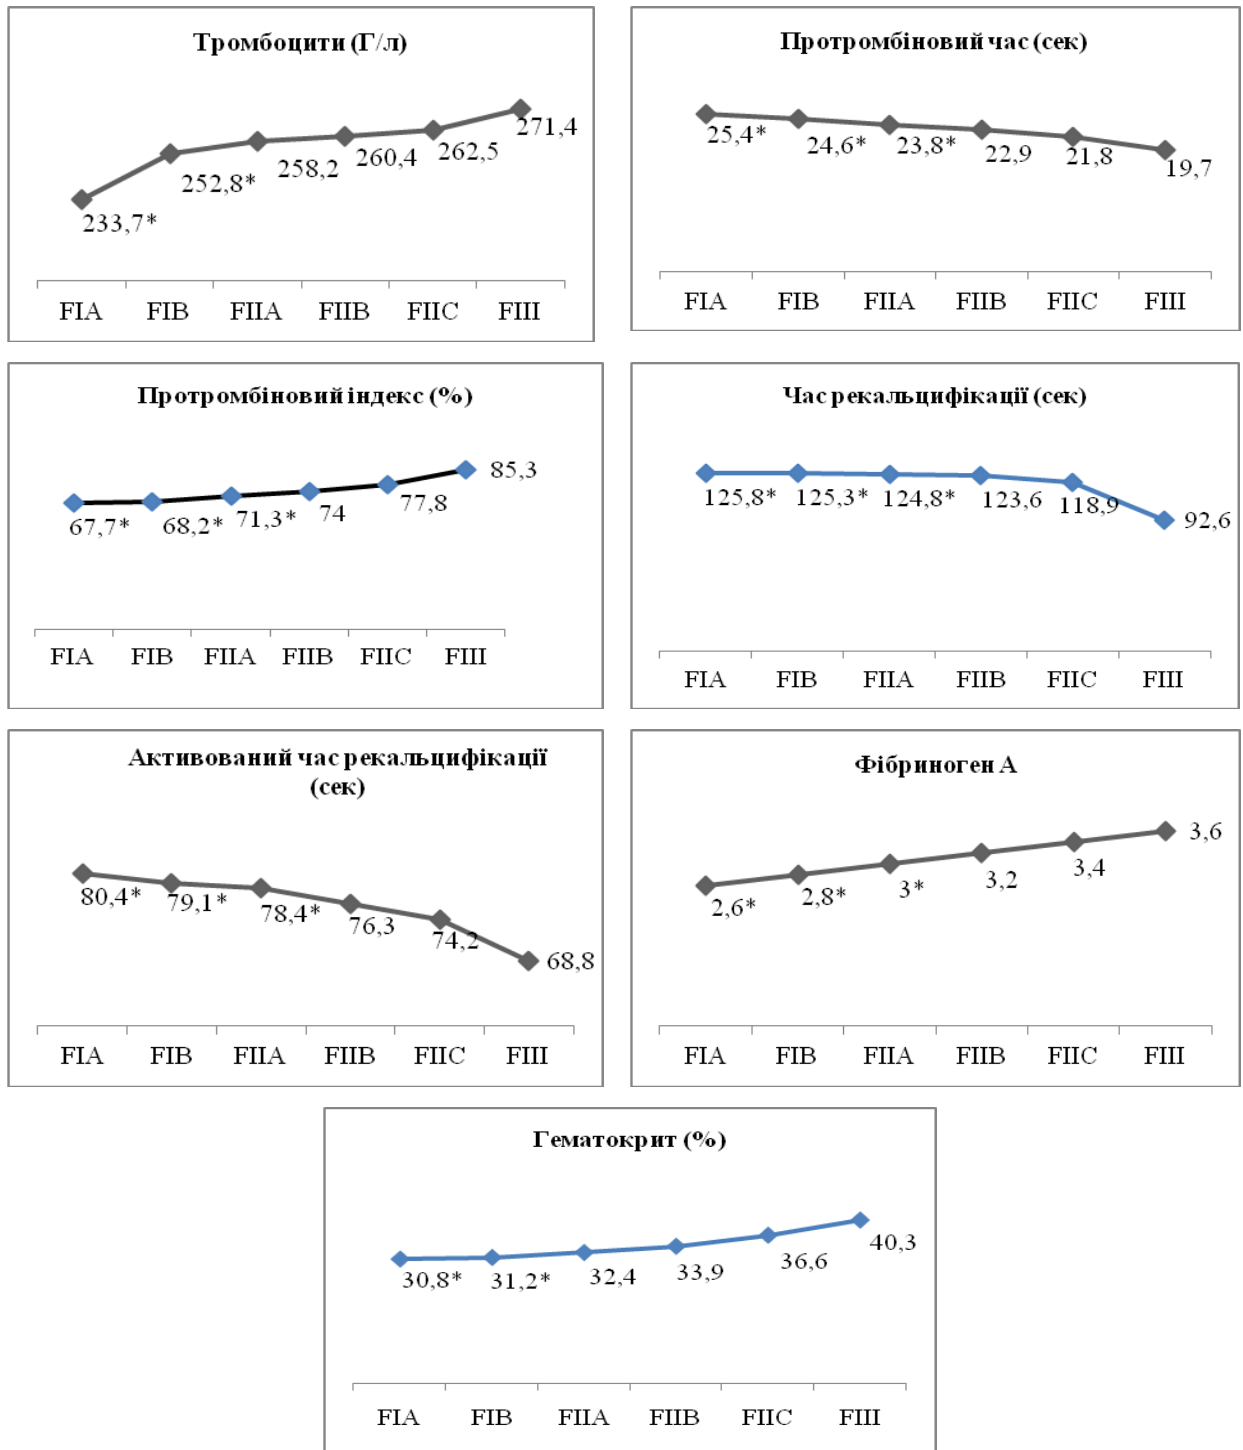 Тромбоцити (Г/л)
233,7*
252,8*
258,2
260,4
262,5
271,4
FIA FIB FIIA FIIB FIIC FIII
Протромбіновий час (сек)
25,4*
24,6*
23,8*
22,9
21,8
19,7
FIA FIB FIIA FIIB FIIC FIII
Протромбіновий індекс (%)
67,7*
68,2*
71,3*
74
77,8
85,3
FIA FIB FIIA FIIB FIIC FIII
Час рекальцифікації (сек)
125,8*
125,3*
124,8*
123,6
118,9
92,6
FIA FIB FIIA FIIB FIIC FIII
Активований час рекальцифікації
(сек)
80,4*
79,1*
78,4*
76,3
74,2
68,8
FIA FIB FIIA FIIB FIIC FIII
Фібриноген А
2,6*
2,8*
3*
3,2
3,4
3,6
FIA FIB FIIA FIIB FIIC FIII
Гематокрит (%)
30,8*
31,2*
32,4
33,9
36,6
40,3
FIA FIB FIIA FIIB FIIC FIII